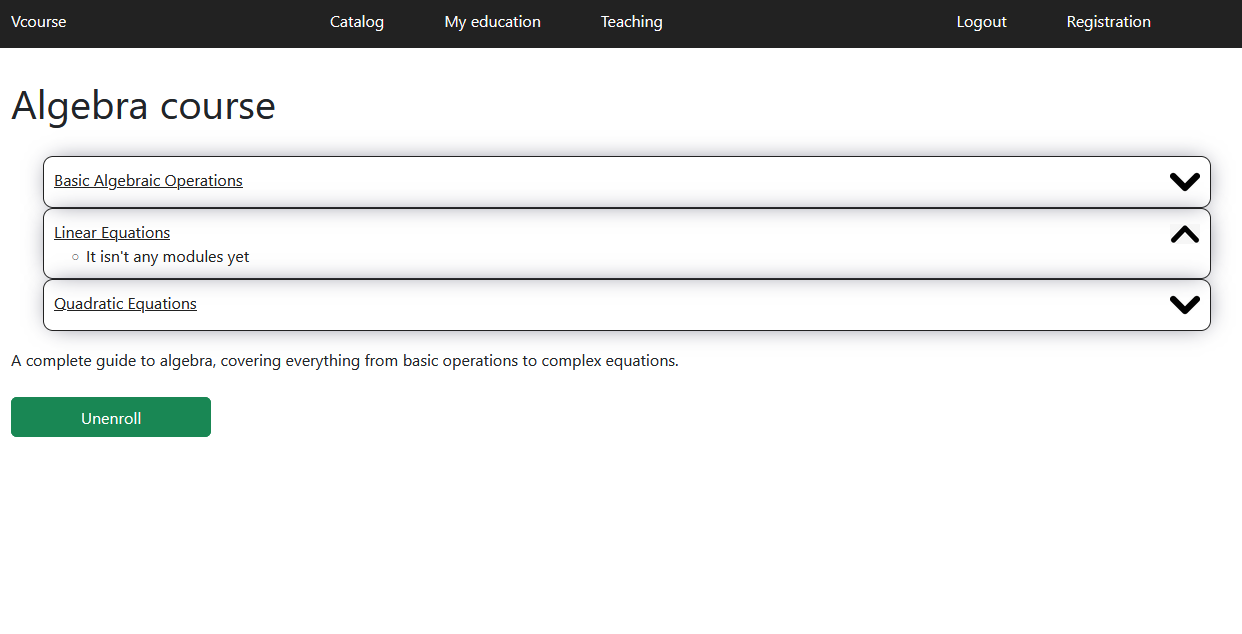 Vcourse Catalog My education Teaching Logout Registration
Algebra course
Basic Algebraic Operations
Linear Equations
It isn't any modules yet
Quadratic Equations
A complete guide to algebra, covering everything from basic operations to complex equations.
Unenroll